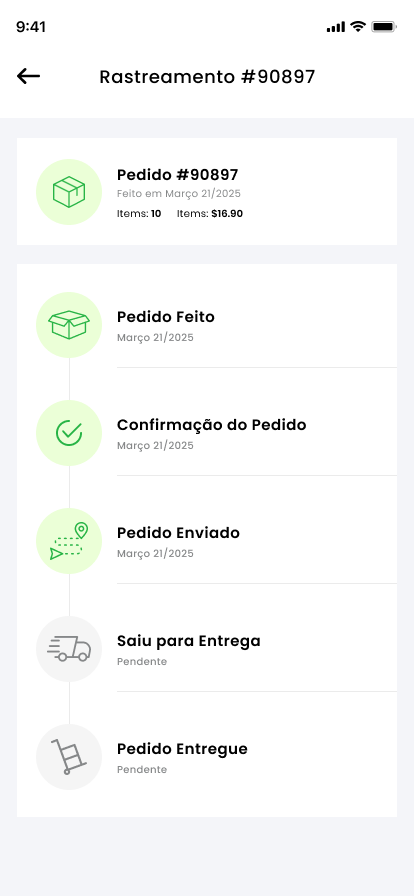 9:41
Rastreamento #90897
Pedido #90897
Feito em Março 21/2025
Items: 10 Items: $16.90
Pedido Feito
Março 21/2025
Confirmação do Pedido
Março 21/2025
Pedido Enviado
Março 21/2025
Saiu para Entrega
Pendente
Pedido Entregue
Pendente